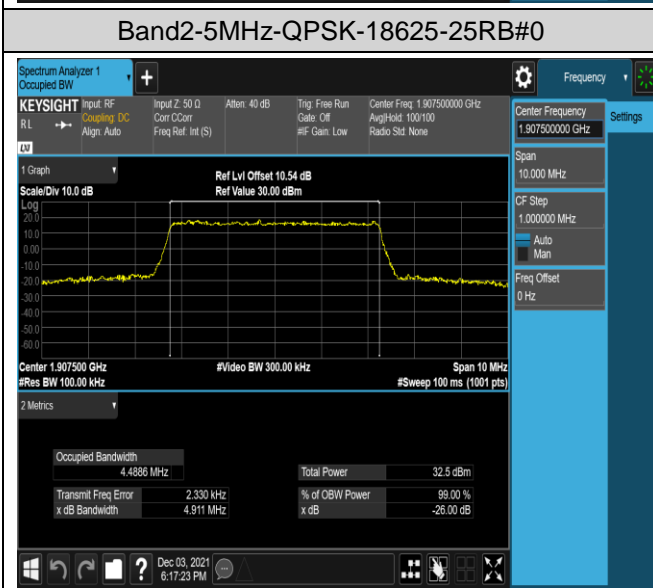 Band2-5MHz-QPSK-18625-25RB#0
Spectrum Analyzer 1
Occupied BW
+
Frequency
KEYSIGHT
Input: RF
Input Z: 50 Ω
Atten: 40 dB
Trig: Free Run
Center Freq: 1.907500000 GHz
RL
Coupling: DC
Corr CCorr
Gate: Off
Avg|Hold: 100/100
Align: Auto
Freq Ref: Int (S)
#IF Gain: Low
Radio Std: None
Center Frequency
1.907500000 GHz
Settings
Span
10.000 MHz
CF Step
1.000000 MHz
Auto
Man
Freq Offset
0 Hz
1 Graph
Ref Lvl Offset 10.54 dB
Scale/Div 10.0 dB
Ref Value 30.00 dBm
Log
20.0
10.0
0.00
-10.0
-20.0
-30.0
-40.0
-50.0
-60.0
Center 1.907500 GHz
#Video BW 300.00 kHz
Span 10 MHz
#Res BW 100.00 kHz
#Sweep 100 ms (1001 pts)
2 Metrics
Occupied Bandwidth
4.4886 MHz
Total Power
32.5 dBm
Transmit Freq Error
2.330 kHz
% of OBW Power
99.00 %
x dB Bandwidth
4.911 MHz
x dB
-26.00 dB
?
Dec 03, 2021
6:17:23 PM